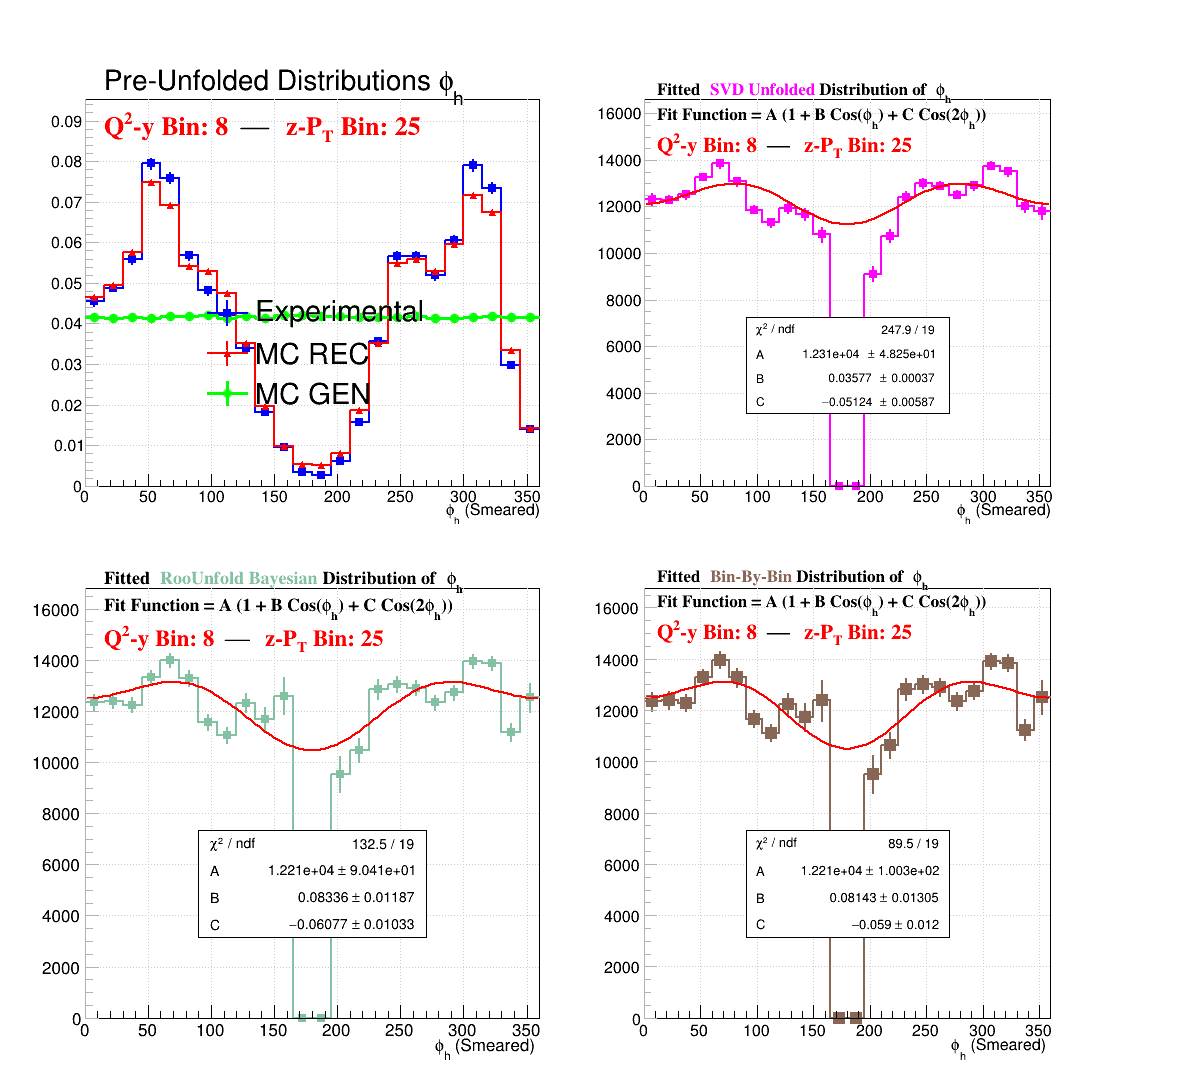 Pre-Unfolded Distributions ϕh
Q²-y Bin: 8 — z-PT Bin: 25
0.09
0.08
0.07
0.06
0.05
0.04
0.03
0.02
0.01
0
Experimental
MC REC
MC GEN
0 50 100 150 200 250 300 350
ϕh (Smeared)
Fitted SVD Unfolded Distribution of ϕh
Fit Function = A (1 + B Cos(ϕh) + C Cos(2ϕh))
Q²-y Bin: 8 — z-PT Bin: 25
16000
14000
12000
10000
8000
6000
4000
2000
0
χ² / ndf 247.9 / 19
A 1.231e+04 ± 4.825e+01
B 0.03577 ± 0.00037
C −0.05124 ± 0.00587
0 50 100 150 200 250 300 350
ϕh (Smeared)
Fitted RooUnfold Bayesian Distribution of ϕh
Fit Function = A (1 + B Cos(ϕh) + C Cos(2ϕh))
Q²-y Bin: 8 — z-PT Bin: 25
16000
14000
12000
10000
8000
6000
4000
2000
0
χ² / ndf 132.5 / 19
A 1.221e+04 ± 9.041e+01
B 0.08336 ± 0.01187
C −0.06077 ± 0.01033
0 50 100 150 200 250 300 350
ϕh (Smeared)
Fitted Bin-By-Bin Distribution of ϕh
Fit Function = A (1 + B Cos(ϕh) + C Cos(2ϕh))
Q²-y Bin: 8 — z-PT Bin: 25
16000
14000
12000
10000
8000
6000
4000
2000
0
χ² / ndf 89.5 / 19
A 1.221e+04 ± 1.003e+02
B 0.08143 ± 0.01305
C −0.059 ± 0.012
0 50 100 150 200 250 300 350
ϕh (Smeared)